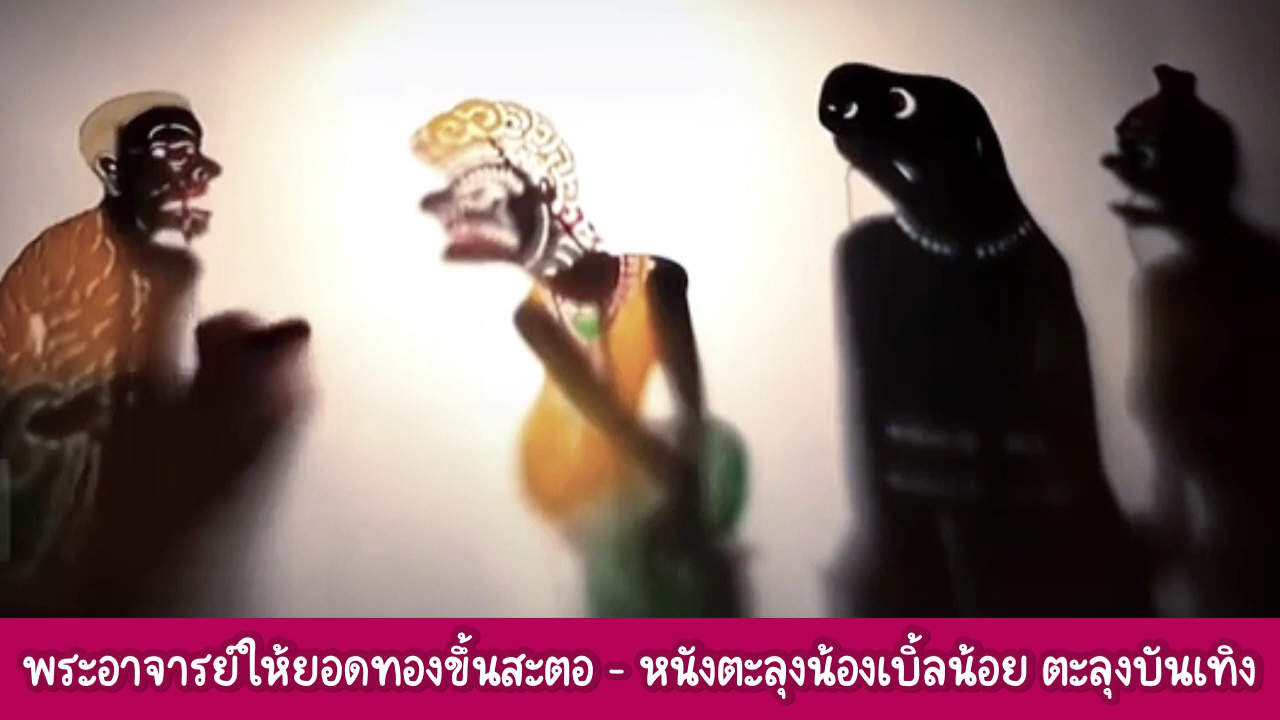 พระอาจารย์ให้ยอดทองขึ้นสะตอ - หนังตะลุงน้องเบิ้ลน้อย ตะลุงบันเทิง